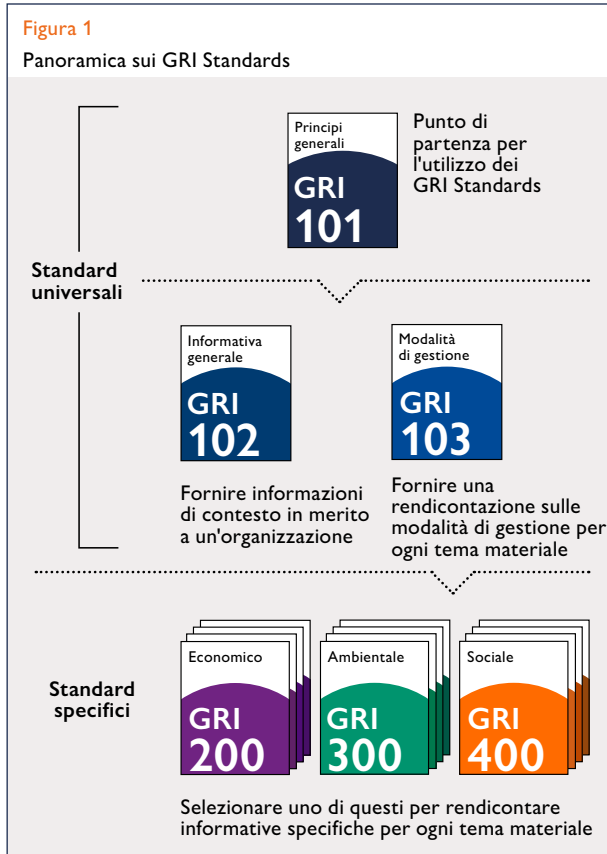 Figura 1
Panoramica sui GRI Standards
Principi
generali
GRI
101
Punto di
partenza per
l'utilizzo dei
GRI Standards
Standard
universali
Informativa
generale
GRI
102
Modalità
di gestione
GRI
103
Fornire informazioni
di contesto in merito
a un'organizzazione
Fornire una
rendicontazione sulle
modalità di gestione per
ogni tema materiale
Standard
specifici
Economico
GRI
200
Ambientale
GRI
300
Sociale
GRI
400
Selezionare uno di questi per rendicontare
informative specifiche per ogni tema materiale